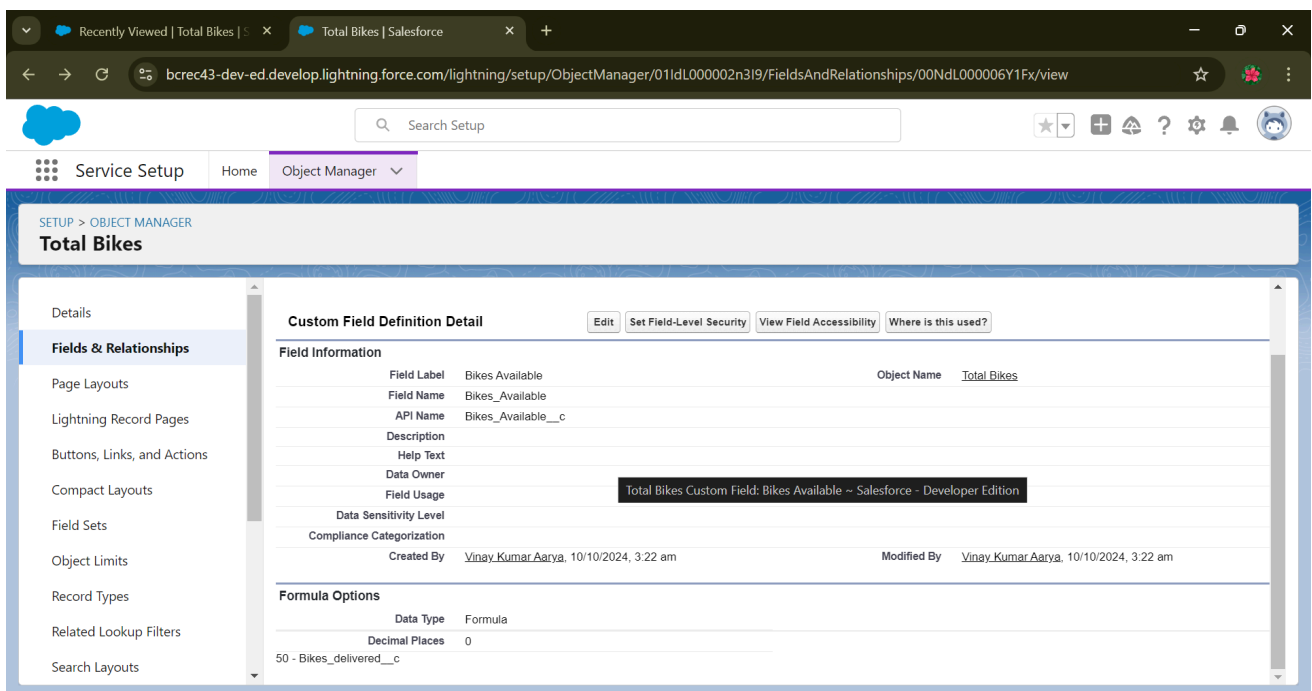 Recently Viewed | Total Bikes | S
Total Bikes | Salesforce
bcrec43-dev-ed.develop.lightning.force.com/lightning/setup/ObjectManager/01IdL000002n3I9/FieldsAndRelationships/00NdL000006Y1Fx/view
Search Setup
Service Setup
Home
Object Manager
SETUP > OBJECT MANAGER
Total Bikes
Details
Fields & Relationships
Page Layouts
Lightning Record Pages
Buttons, Links, and Actions
Compact Layouts
Field Sets
Object Limits
Record Types
Related Lookup Filters
Search Layouts
Custom Field Definition Detail
Edit
Set Field-Level Security
View Field Accessibility
Where is this used?
Field Information
Field Label Bikes Available Object Name Total Bikes
Field Name Bikes_Available
API Name Bikes_Available__c
Description
Help Text
Data Owner
Field Usage
Total Bikes Custom Field: Bikes Available ~ Salesforce - Developer Edition
Data Sensitivity Level
Compliance Categorization
Created By Vinay Kumar Aarya, 10/10/2024, 3:22 am Modified By Vinay Kumar Aarya, 10/10/2024, 3:22 am
Formula Options
Data Type Formula
Decimal Places 0
50 - Bikes_delivered__c